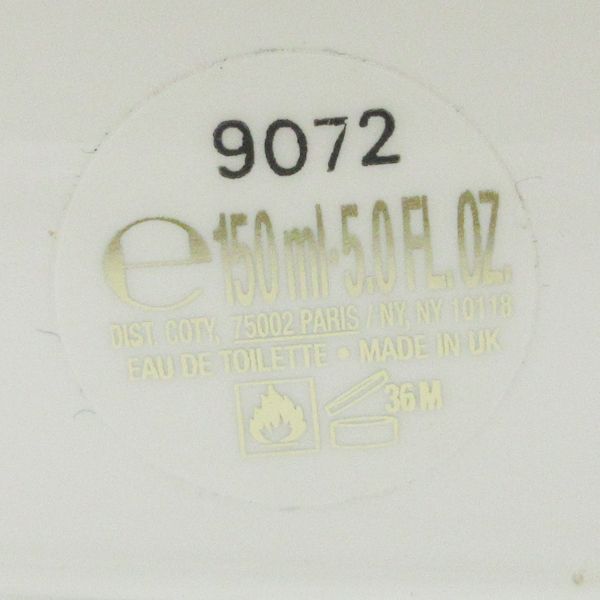 9072
e 150 ml·5.0 FL. OZ.
DIST. COTY, 75002 PARIS / NY, NY 10118
EAU DE TOILETTE • MADE IN UK
36 M